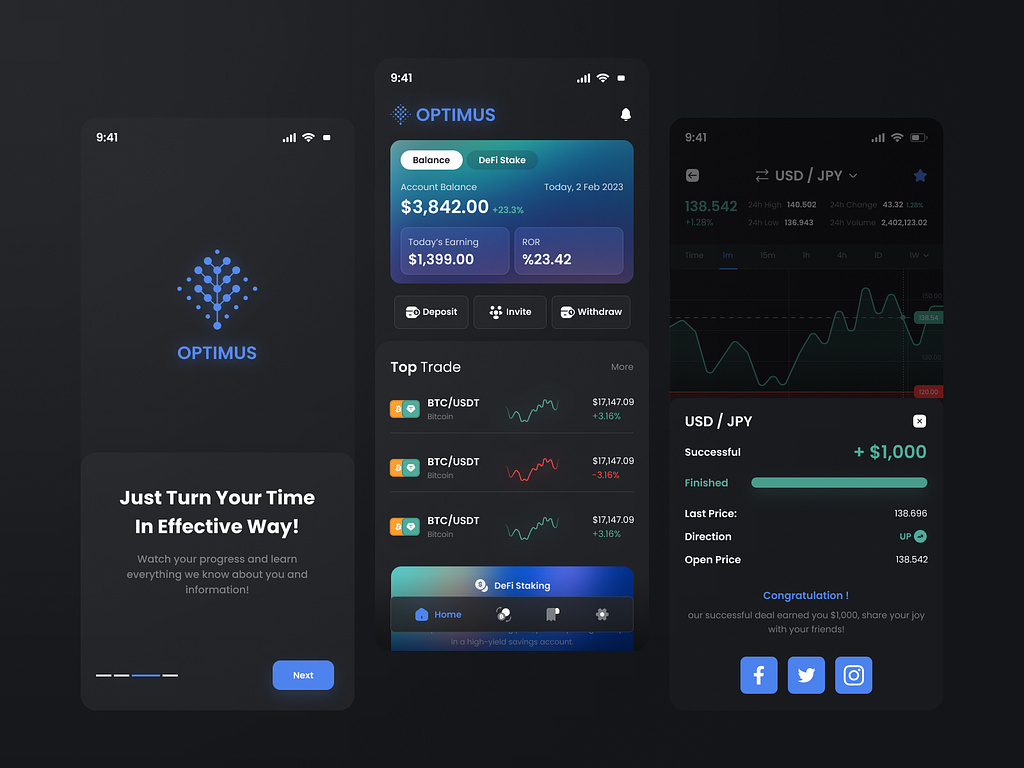 9:41
OPTIMUS
Just Turn Your Time
In Effective Way!
Watch your progress and learn
everything we know about you and
information!
Next
9:41
OPTIMUS
Balance DeFi Stake
Account Balance Today, 2 Feb 2023
$3,842.00 +23.3%
Today's Earning ROR
$1,399.00 %23.42
Deposit Invite Withdraw
Top Trade More
BTC/USDT $17,147.09
Bitcoin +3.16%
BTC/USDT $17,147.09
Bitcoin -3.16%
BTC/USDT $17,147.09
Bitcoin +3.16%
DeFi Staking
Home
in a high-yield savings account.
9:41
USD / JPY
138.542 24h High 140.502 24h Change 43.32 1.28%
+1.28% 24h Low 136.943 24h Volume 2,402,123.02
Time 1m 15m 1h 4h 1D 1W
138.54
120.00
USD / JPY
Successful + $1,000
Finished
Last Price: 138.696
Direction UP
Open Price 138.542
Congratulation !
our successful deal earned you $1,000, share your joy
with your friends!